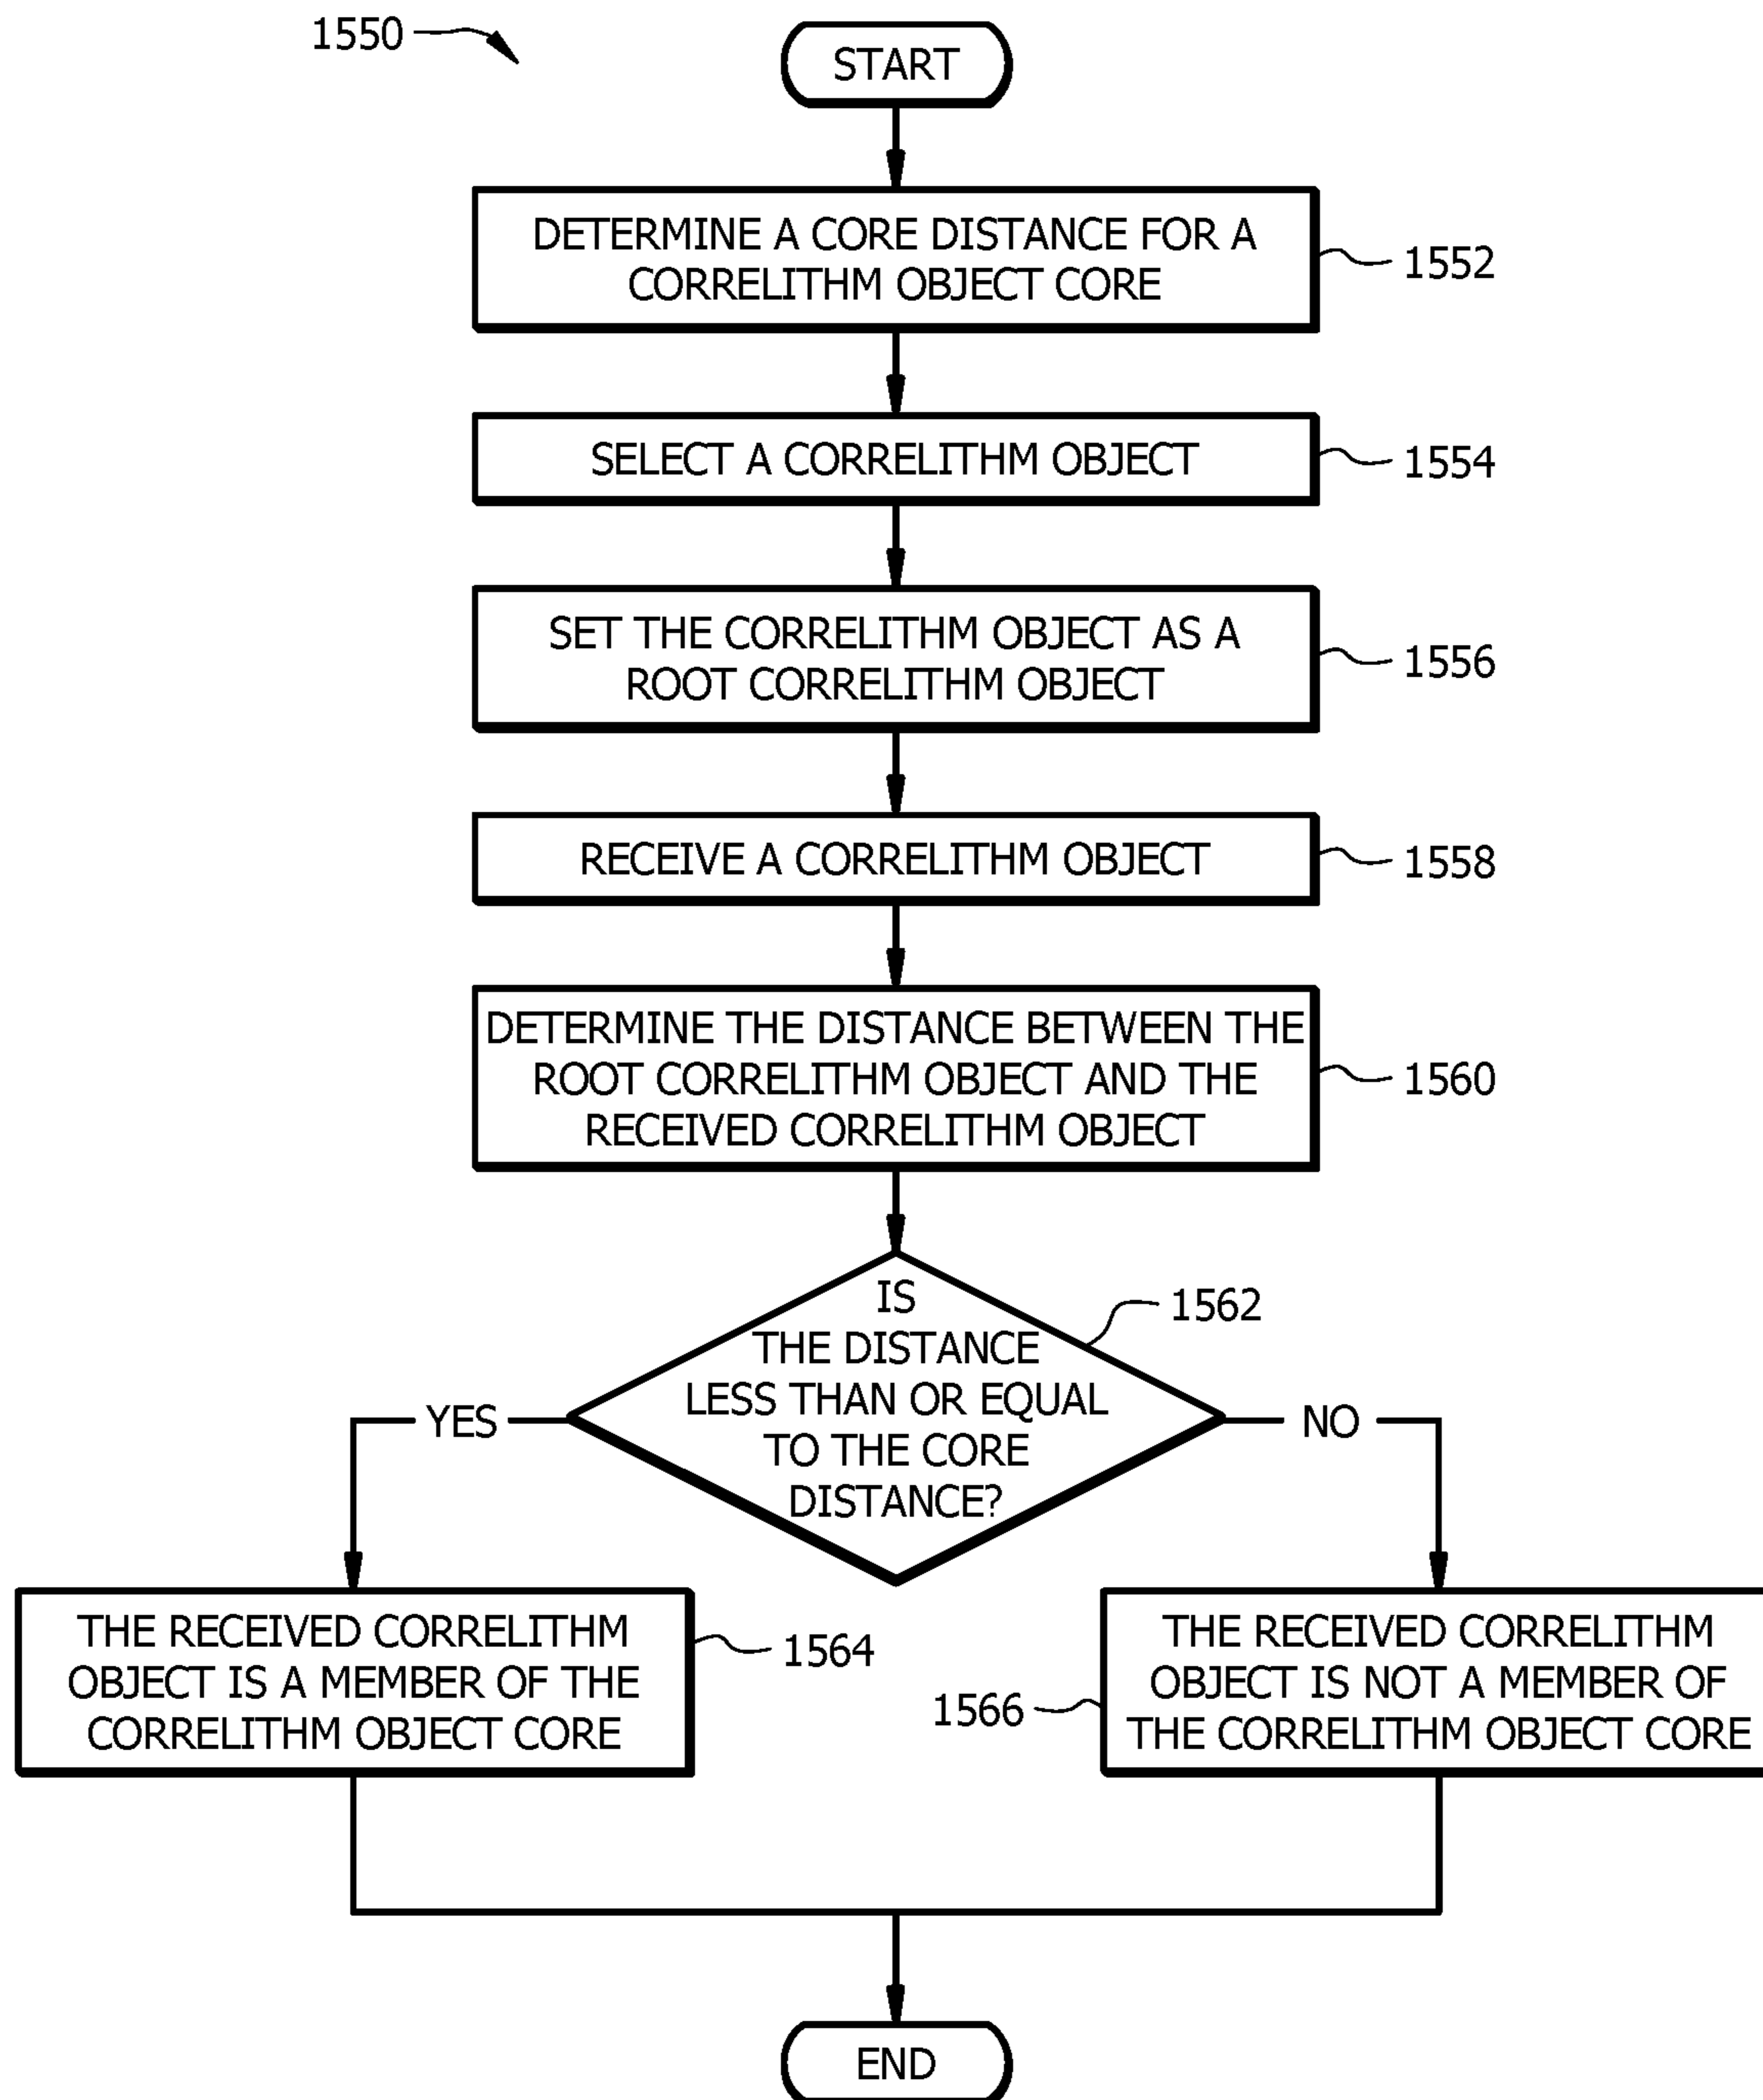 1550
START
DETERMINE A CORE DISTANCE FOR A
CORRELITHM OBJECT CORE
1552
SELECT A CORRELITHM OBJECT
1554
SET THE CORRELITHM OBJECT AS A
ROOT CORRELITHM OBJECT
1556
RECEIVE A CORRELITHM OBJECT
1558
DETERMINE THE DISTANCE BETWEEN THE
ROOT CORRELITHM OBJECT AND THE
RECEIVED CORRELITHM OBJECT
1560
IS
THE DISTANCE
LESS THAN OR EQUAL
TO THE CORE
DISTANCE?
1562
YES
NO
THE RECEIVED CORRELITHM
OBJECT IS A MEMBER OF THE
CORRELITHM OBJECT CORE
1564
THE RECEIVED CORRELITHM
OBJECT IS NOT A MEMBER OF
THE CORRELITHM OBJECT CORE
1566
END